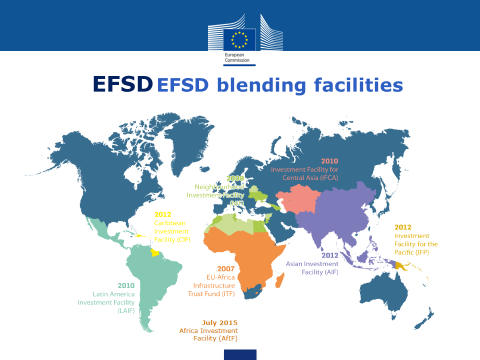 European
Commission
EFSD EFSD blending facilities
2010
Investment Facility for
Central Asia (IFCA)
Neighbourhood
Investment Facility
2012
Caribbean
Investment
Facility (CIF)
2012
Investment
Facility for the
Pacific (IFP)
2012
Asian Investment
Facility (AIF)
2007
EU-Africa
Infrastructure
Trust Fund (ITF)
2010
Latin America
Investment Facility
(LAIF)
July 2015
Africa Investment
Facility (AfIF)